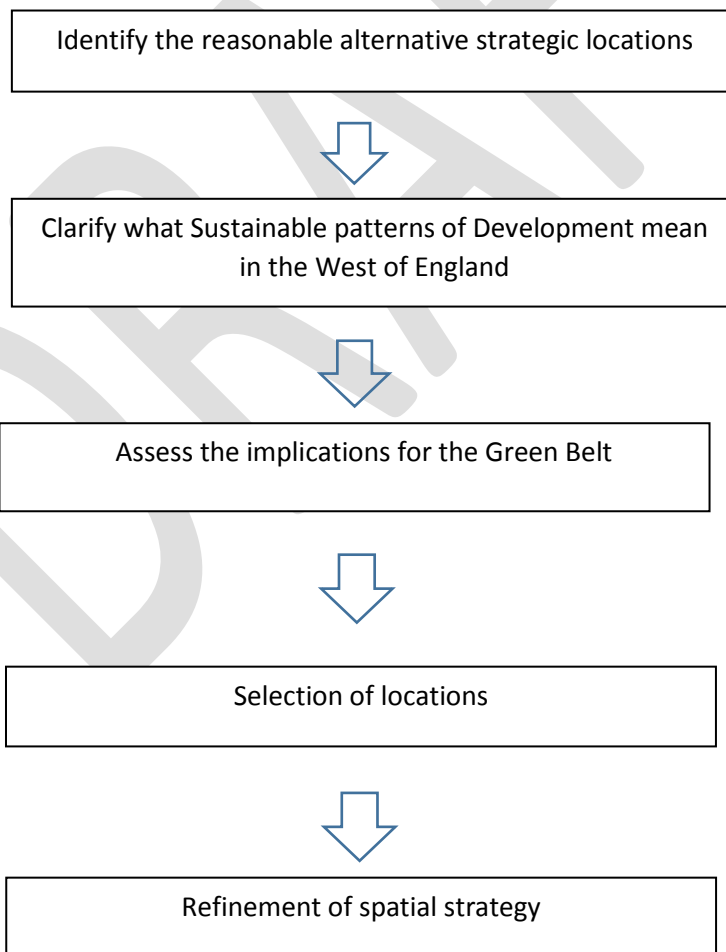 Identify the reasonable alternative strategic locations
Clarify what Sustainable patterns of Development mean
in the West of England
Assess the implications for the Green Belt
Selection of locations
Refinement of spatial strategy